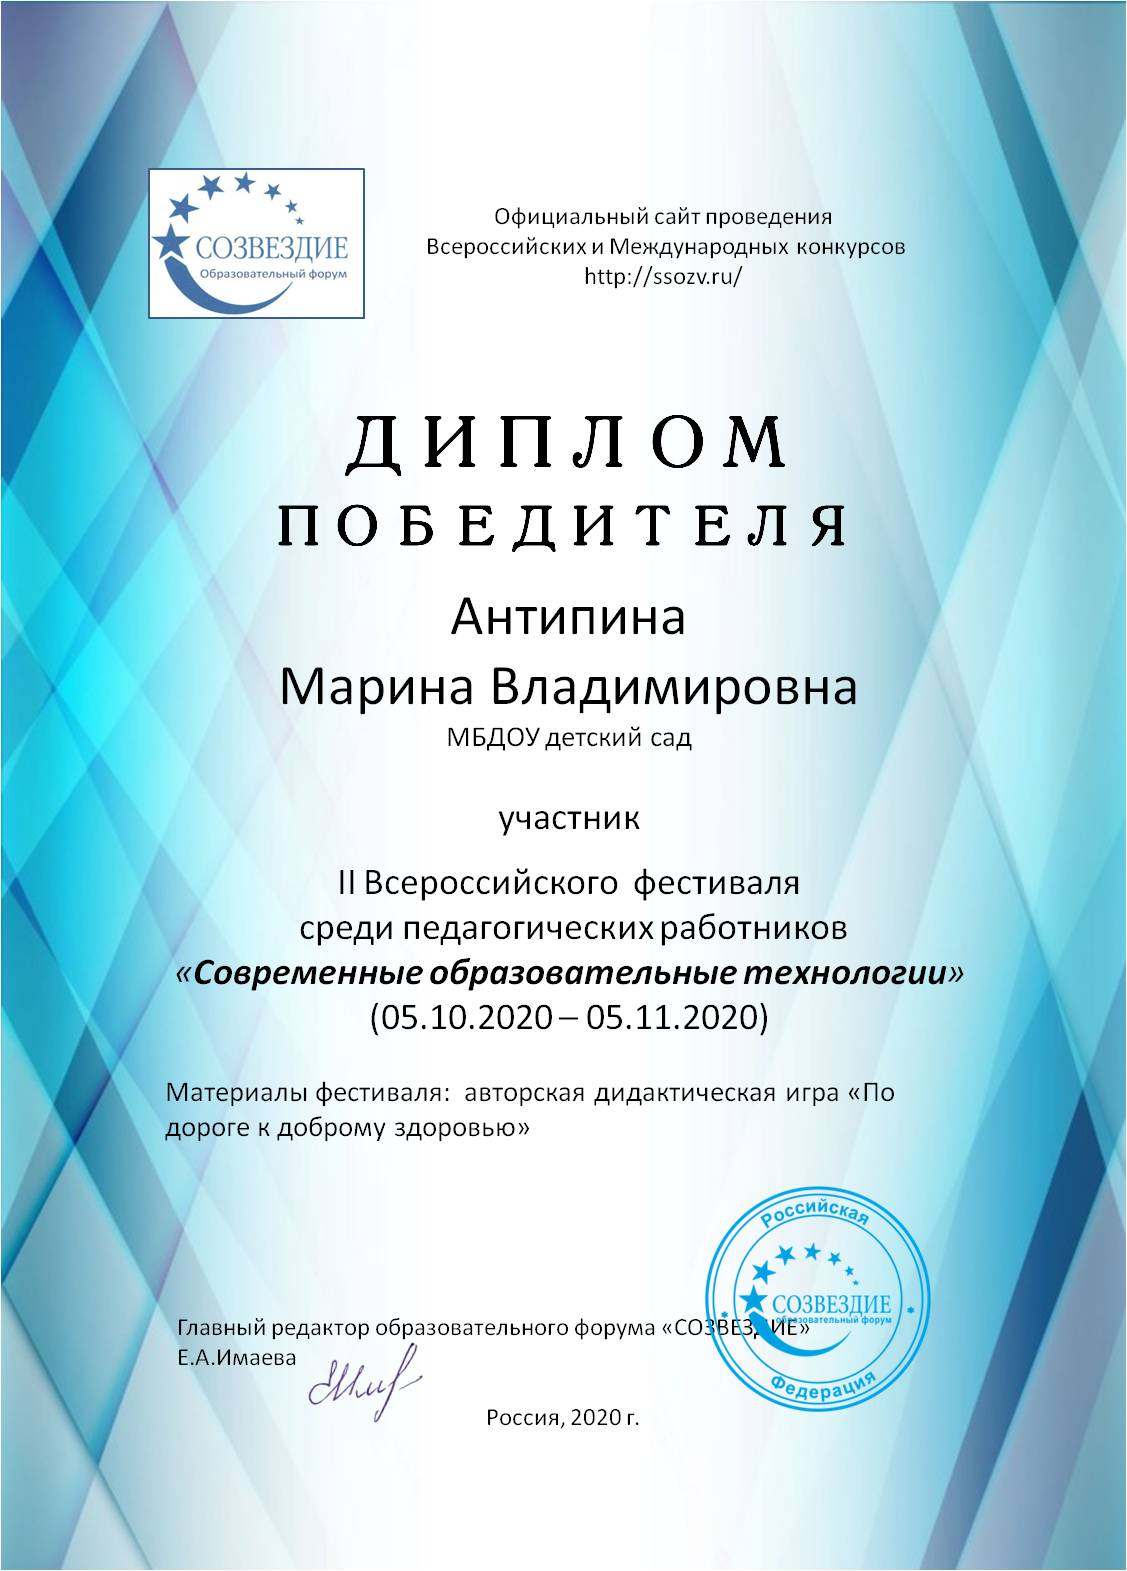 СОЗВЕЗДИЕ
Образовательный форум
Официальный сайт проведения
Всероссийских и Международных конкурсов
http://ssozv.ru/
ДИПЛОМ
ПОБЕДИТЕЛЯ
Антипина
Марина Владимировна
МБДОУ детский сад
участник
II Всероссийского фестиваля
среди педагогических работников
«Современные образовательные технологии»
(05.10.2020 – 05.11.2020)
Материалы фестиваля: авторская дидактическая игра «По
дороге к доброму здоровью»
Российская
СОЗВЕЗДИЕ
образовательный форум
Федерация
Главный редактор образовательного форума «СОЗВЕЗДИЕ»
Е.А.Имаева
Россия, 2020 г.